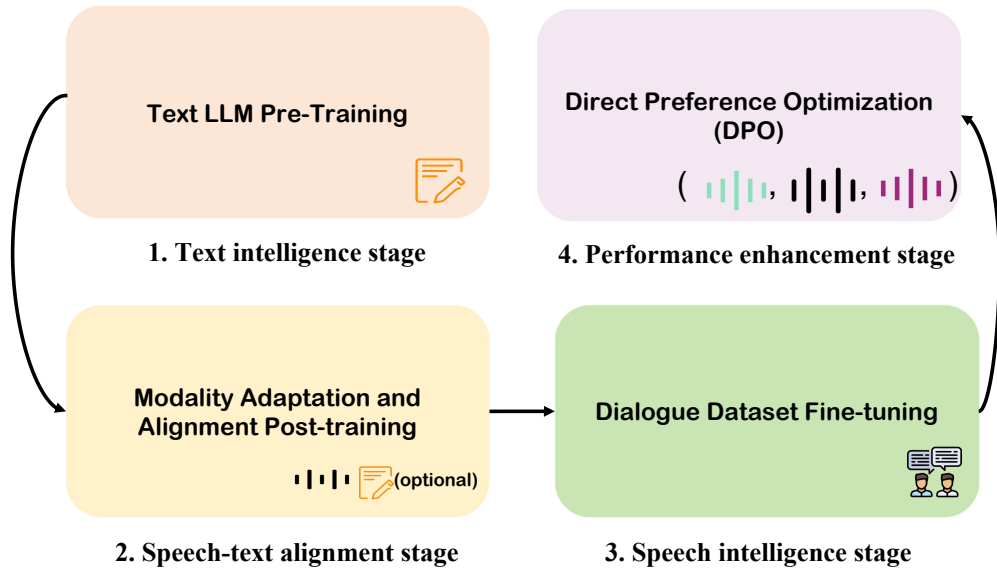 Text LLM Pre-Training
1. Text intelligence stage
Modality Adaptation and
Alignment Post-training
(optional)
2. Speech-text alignment stage
Dialogue Dataset Fine-tuning
3. Speech intelligence stage
Direct Preference Optimization
(DPO)
( , , )
4. Performance enhancement stage